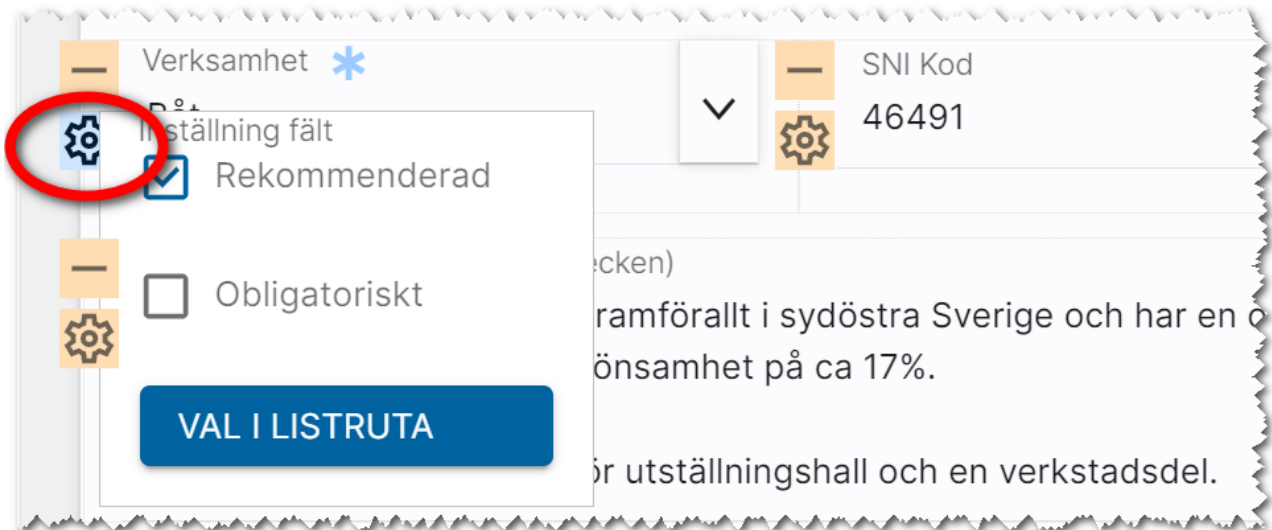 Verksamhet
SNI Kod
46491
Inställning fält
Rekommenderad
Obligatoriskt
VAL I LISTRUTA
ecken)
ramförallt i sydöstra Sverige och har en
önsamhet på ca 17%.
ör utställningshall och en verkstadsdel.